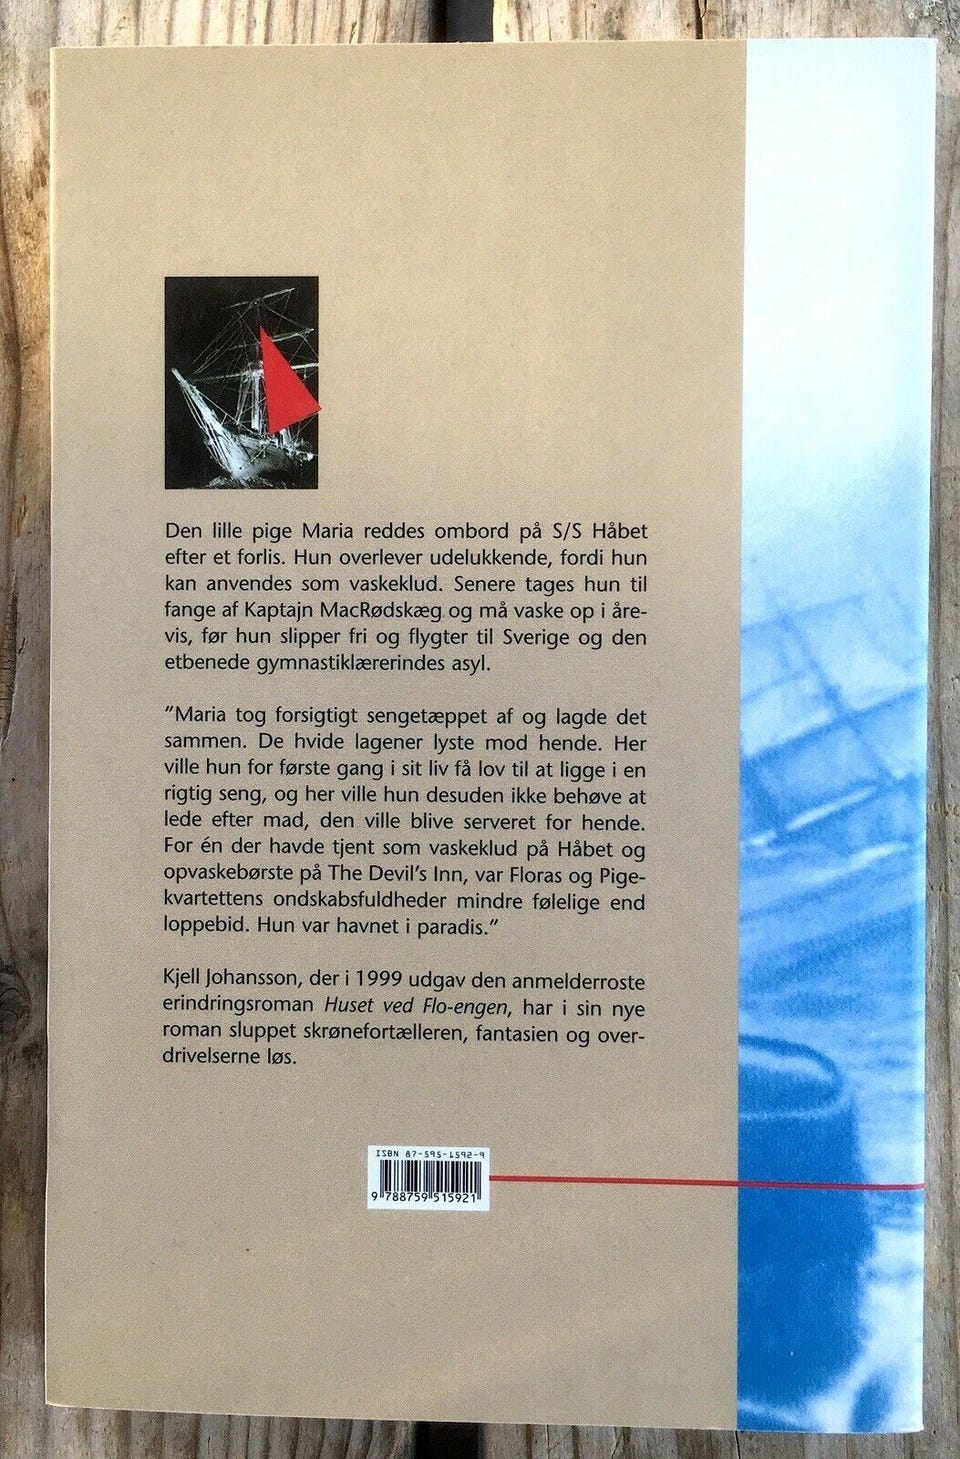 Den lille pige Maria reddes ombord på S/S Håbet
efter et forlis. Hun overlever udelukkende, fordi hun
kan anvendes som vaskeklud. Senere tages hun til
fange af Kaptajn MacRødskæg og må vaske op i åre-
vis, før hun slipper fri og flygter til Sverige og den
etbenede gymnastiklærerindes asyl.
"Maria tog forsigtigt sengetæppet af og lagde det
sammen. De hvide lagener lyste mod hende. Her
ville hun for første gang i sit liv få lov til at ligge i en
rigtig seng, og her ville hun desuden ikke behøve at
lede efter mad, den ville blive serveret for hende.
For én der havde tjent som vaskeklud på Håbet og
opvaskebørste på The Devil's Inn, var Floras og Pige-
kvartettens ondskabsfuldheder mindre følelige end
loppebid. Hun var havnet i paradis."
Kjell Johansson, der i 1999 udgav den anmelderroste
erindringsroman Huset ved Flo-engen, har i sin nye
roman sluppet skrønefortælleren, fantasien og over-
drivelserne løs.
ISBN 87-595-1592-9
9 788759 515921